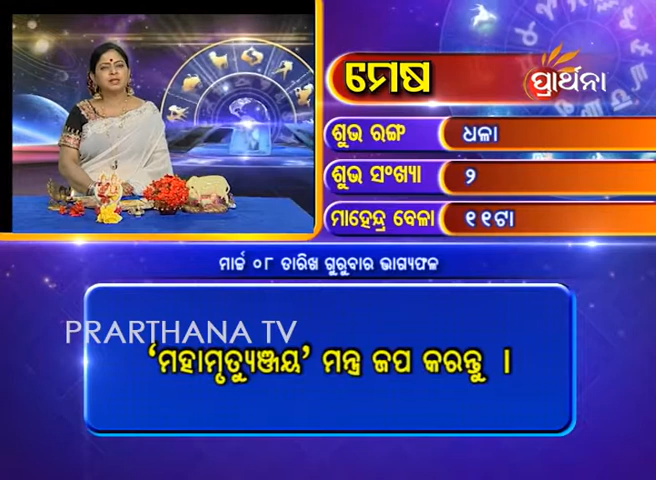 ମେଷ
ପ୍ରାର୍ଥନା
ଶୁଭ ରଙ୍ଗ ଧଳା
ଶୁଭ ସଂଖ୍ୟା ୨
ମାହେନ୍ଦ୍ର ବେଳା ୧୧ଟା
ମାର୍ଚ୍ଚ ୦୮ ତାରିଖ ଗୁରୁବାର ଭାଗ୍ୟଫଳ
PRARTHANA TV
‘ମହାମୃତ୍ୟୁଞ୍ଜୟ’ ମନ୍ତ୍ର ଜପ କରନ୍ତୁ ।